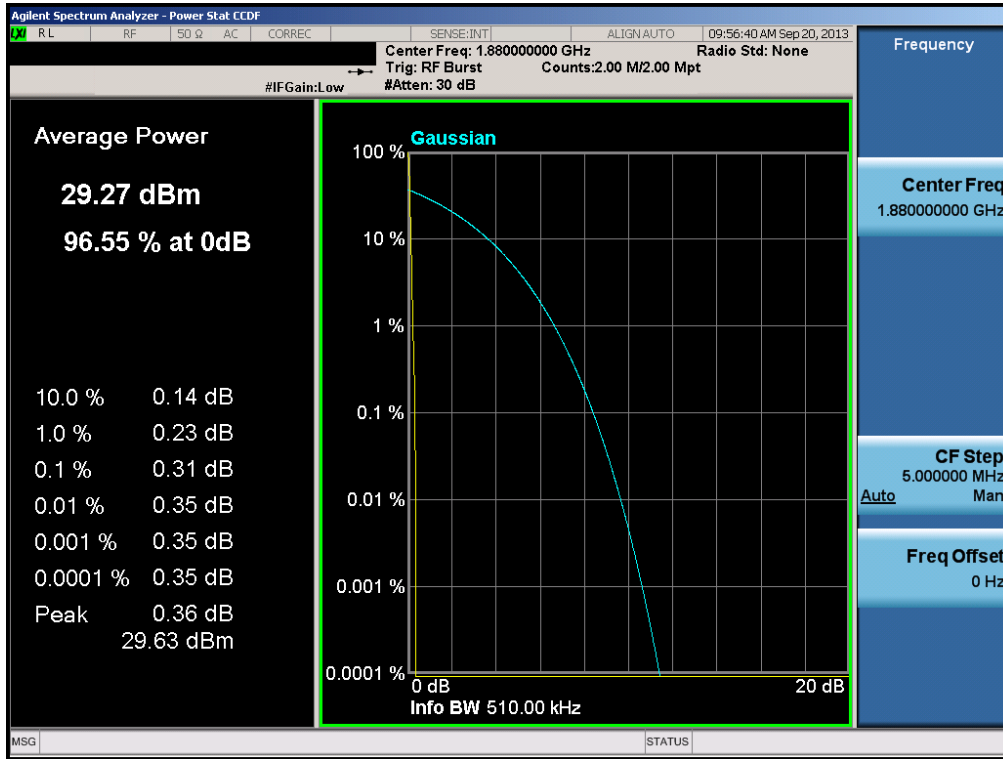 Agilent Spectrum Analyzer - Power Stat CCDF
LXI RL RF 50 Ω AC CORREC SENSE:INT ALIGN AUTO 09:56:40 AM Sep 20, 2013
Center Freq: 1.880000000 GHz Radio Std: None
Trig: RF Burst Counts:2.00 M/2.00 Mpt
#IFGain:Low #Atten: 30 dB
Average Power
29.27 dBm
96.55 % at 0dB
10.0 % 0.14 dB
1.0 % 0.23 dB
0.1 % 0.31 dB
0.01 % 0.35 dB
0.001 % 0.35 dB
0.0001 % 0.35 dB
Peak 0.36 dB
29.63 dBm
Gaussian
100 %
10 %
1 %
0.1 %
0.01 %
0.001 %
0.0001 %
0 dB 20 dB
Info BW 510.00 kHz
Frequency
Center Freq
1.880000000 GHz
CF Step
5.000000 MHz
Auto Man
Freq Offset
0 Hz
MSG STATUS